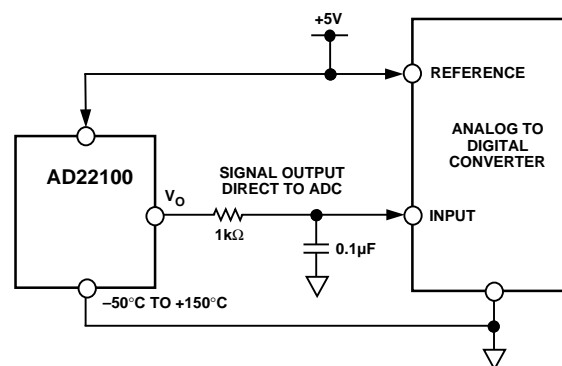 +5V
REFERENCE
ANALOG TO
DIGITAL
CONVERTER
AD22100
SIGNAL OUTPUT
DIRECT TO ADC
VO
INPUT
1kΩ
0.1µF
–50°C TO +150°C